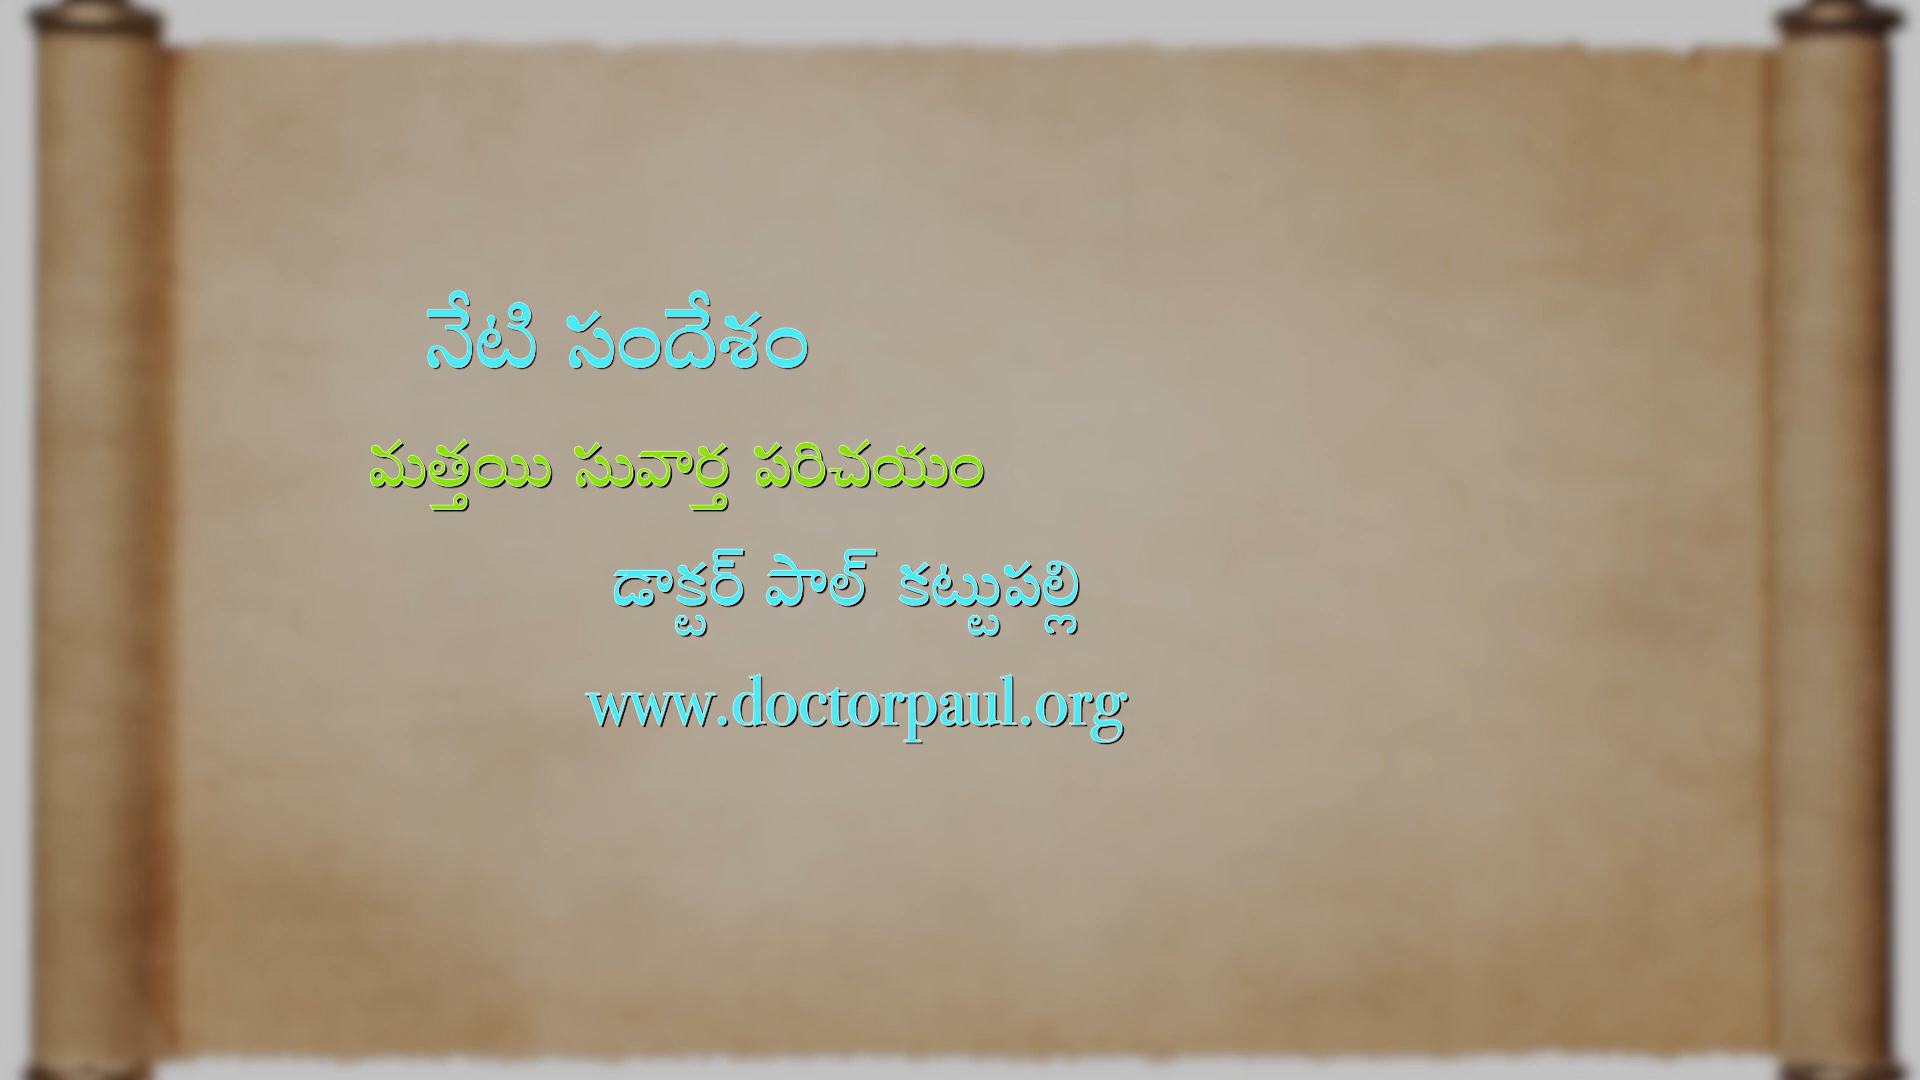 నేటి సందేశం
మత్తయి సువార్త పరిచయం
డాక్టర్ పాల్ కట్టుపల్లి
www.doctorpaul.org